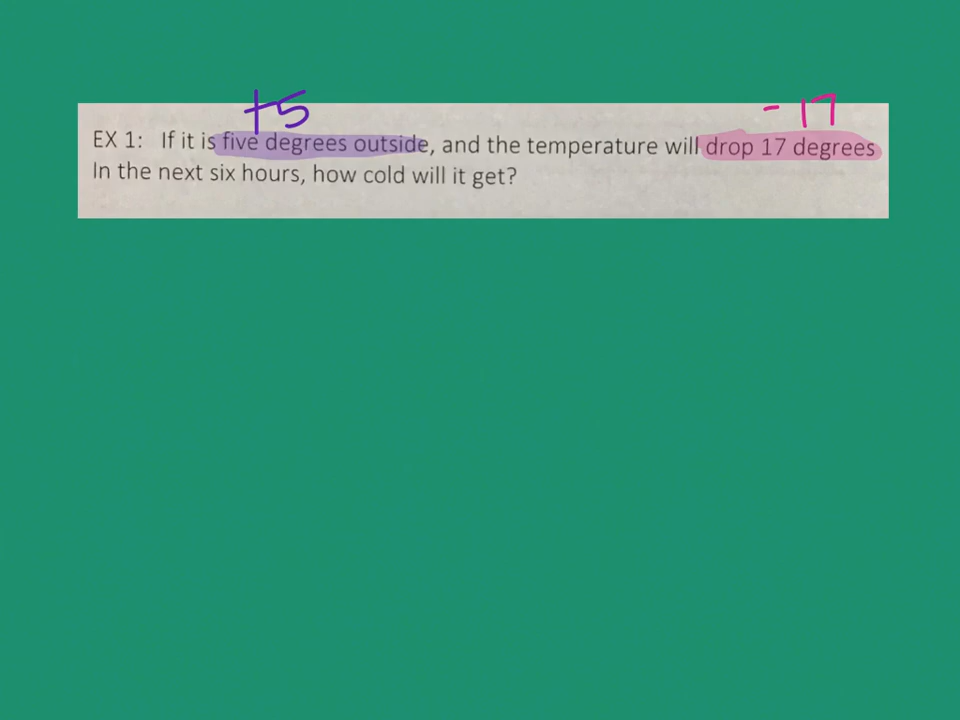 +5 - 17
EX 1: If it is five degrees outside, and the temperature will drop 17 degrees
In the next six hours, how cold will it get?